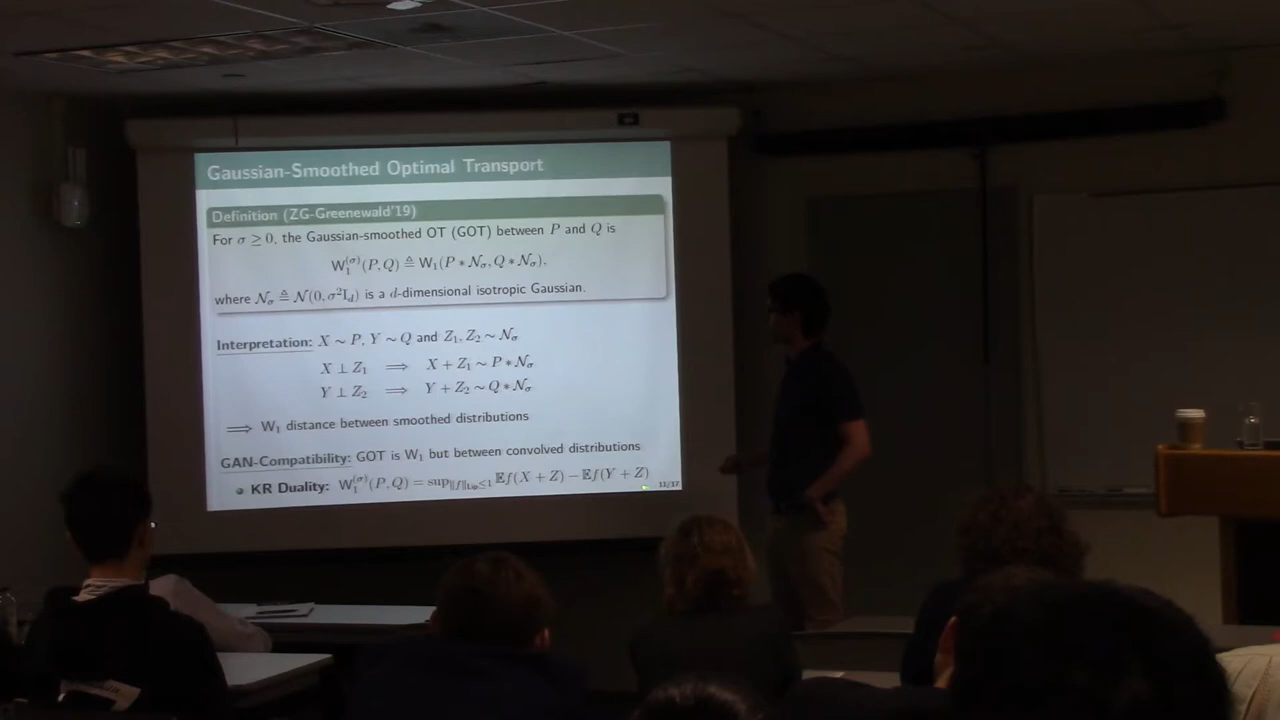 Gaussian-Smoothed Optimal Transport
Definition (ZG-Greenewald'19)
For σ ≥ 0, the Gaussian-smoothed OT (GOT) between P and Q is
W₁^(σ)(P, Q) ≜ W₁(P * 𝒩_σ, Q * 𝒩_σ),
where 𝒩_σ ≜ 𝒩(0, σ²I_d) is a d-dimensional isotropic Gaussian.
Interpretation: X ∼ P, Y ∼ Q and Z₁, Z₂ ∼ 𝒩_σ
X ⊥ Z₁ ⟹ X + Z₁ ∼ P * 𝒩_σ
Y ⊥ Z₂ ⟹ Y + Z₂ ∼ Q * 𝒩_σ
⟹ W₁ distance between smoothed distributions
GAN-Compatibility: GOT is W₁ but between convolved distributions
• KR Duality: W₁^(σ)(P, Q) = sup_{‖f‖_Lip ≤ 1} 𝔼f(X + Z) − 𝔼f(Y + Z)
11/17